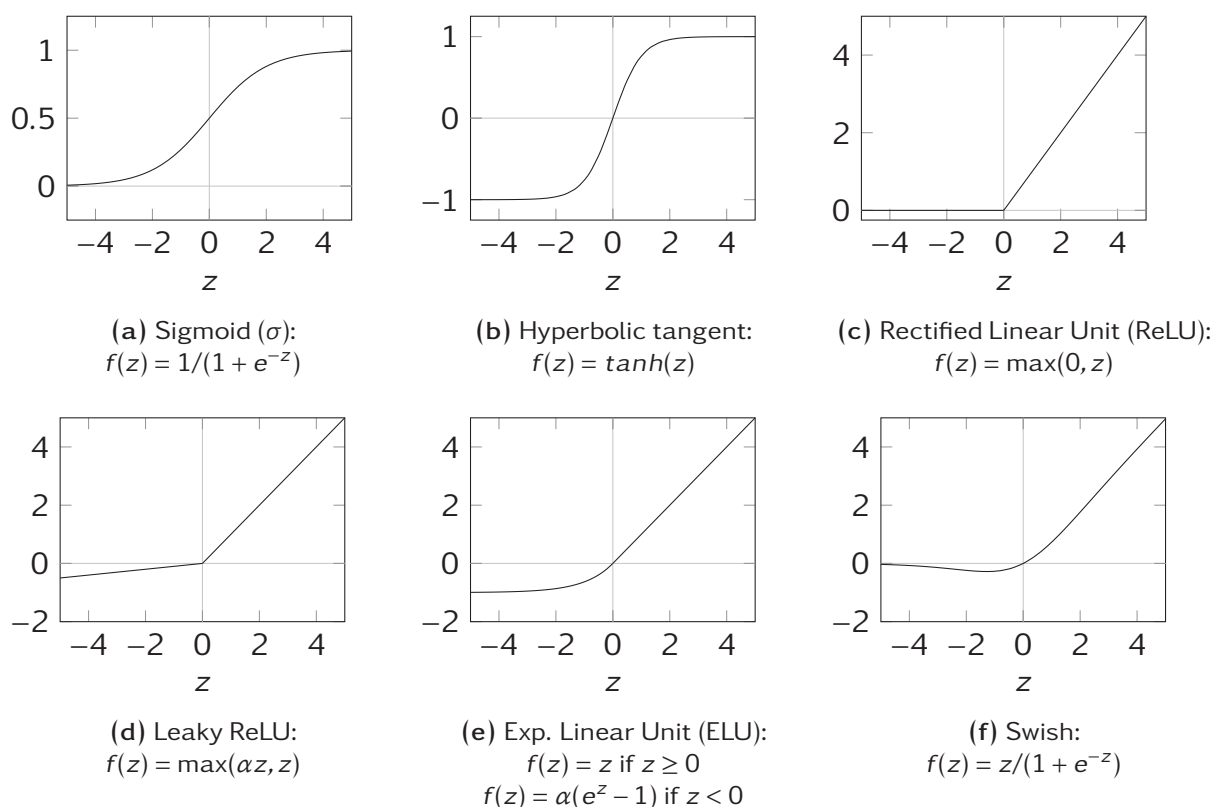 1
0.5
0
−4 −2 0 2 4
z
(a) Sigmoid (σ):
f(z) = 1/(1 + e^{−z})
1
0
−1
−4 −2 0 2 4
z
(b) Hyperbolic tangent:
f(z) = tanh(z)
4
2
0
−4 −2 0 2 4
z
(c) Rectified Linear Unit (ReLU):
f(z) = max(0, z)
4
2
0
−2
−4 −2 0 2 4
z
(d) Leaky ReLU:
f(z) = max(αz, z)
4
2
0
−2
−4 −2 0 2 4
z
(e) Exp. Linear Unit (ELU):
f(z) = z if z ≥ 0
f(z) = α(e^z − 1) if z < 0
4
2
0
−2
−4 −2 0 2 4
z
(f) Swish:
f(z) = z/(1 + e^{−z})